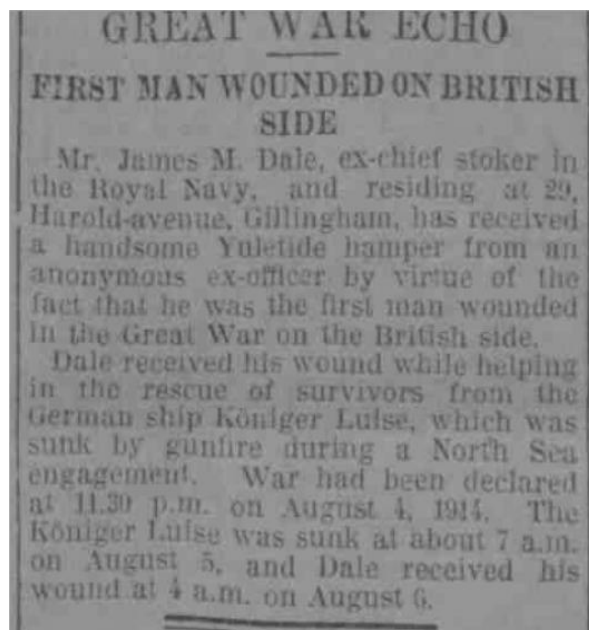 GREAT WAR ECHO
FIRST MAN WOUNDED ON BRITISH
SIDE
Mr. James M. Dale, ex-chief stoker in
the Royal Navy, and residing at 29,
Harold-avenue, Gillingham, has received
a handsome Yuletide hamper from an
anonymous ex-officer by virtue of the
fact that he was the first man wounded
in the Great War on the British side.
Dale received his wound while helping
in the rescue of survivors from the
German ship Königer Luise, which was
sunk by gunfire during a North Sea
engagement. War had been declared
at 11.30 p.m. on August 4, 1914. The
Königer Luise was sunk at about 7 a.m.
on August 5, and Dale received his
wound at 4 a.m. on August 6.